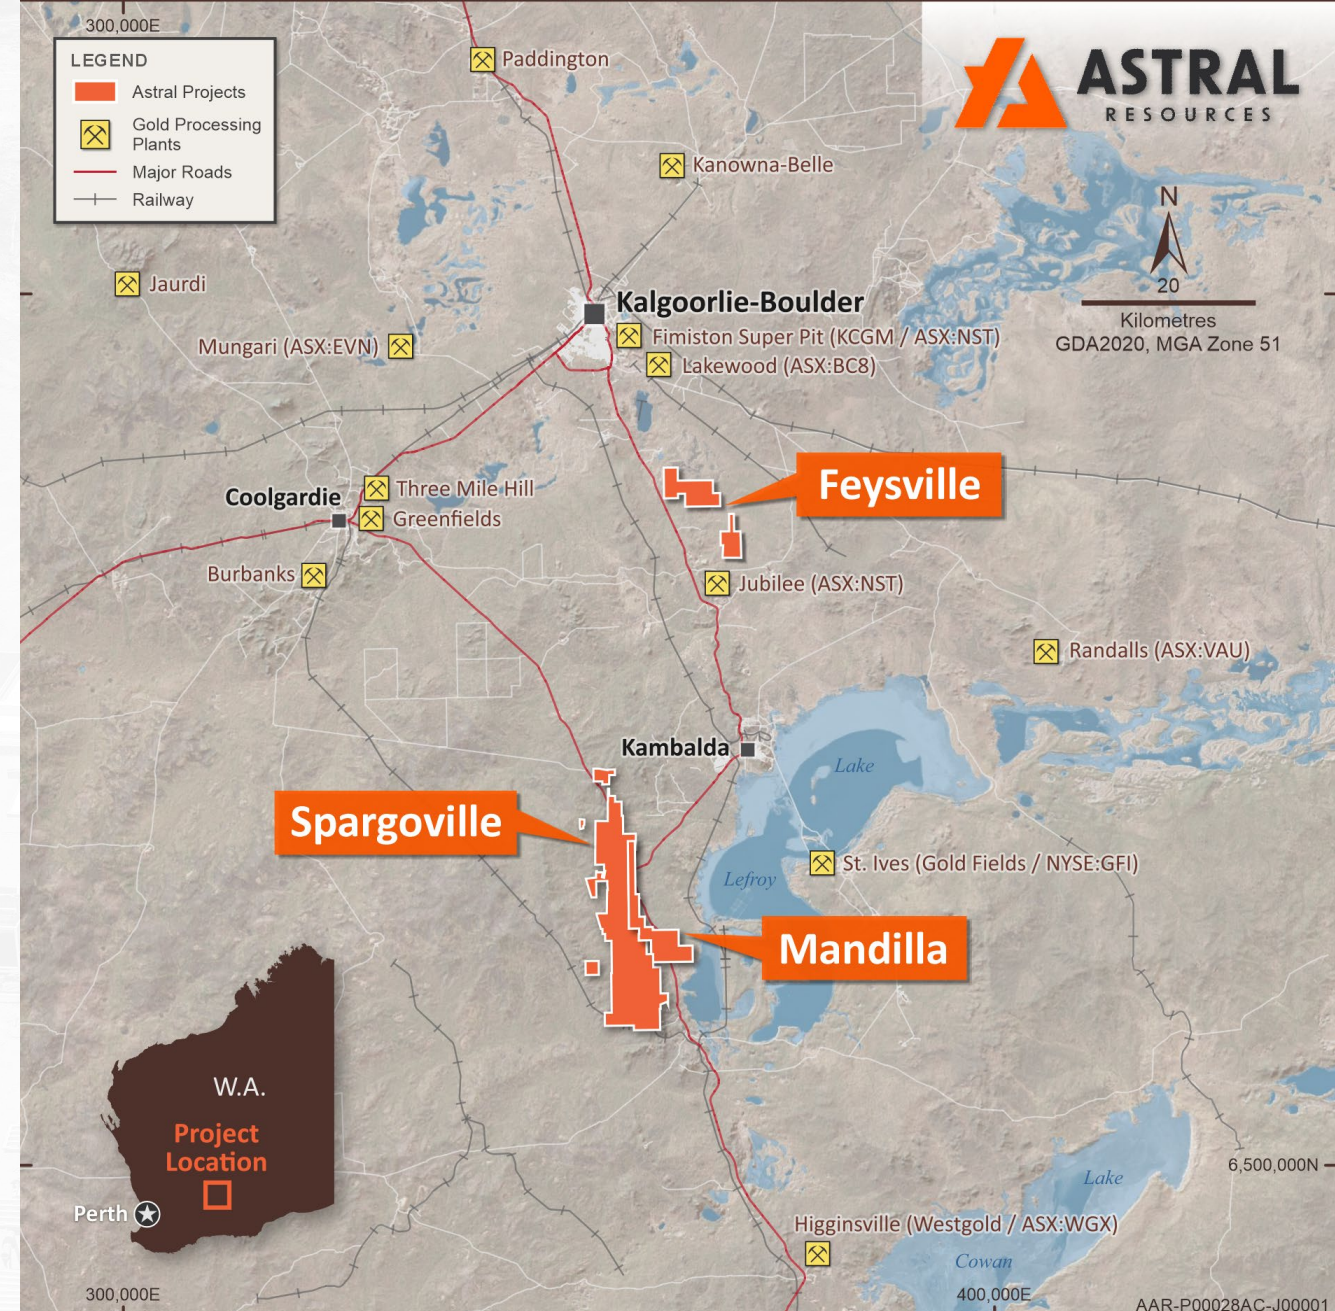 300,000E
LEGEND
Astral Projects
Gold Processing
Plants
Major Roads
Railway
Paddington
ASTRAL
RESOURCES
Kanowna-Belle
N
20
Kilometres
GDA2020, MGA Zone 51
Jaurdi
Kalgoorlie-Boulder
Fimiston Super Pit (KCGM / ASX:NST)
Mungari (ASX:EVN)
Lakewood (ASX:BC8)
Feysville
Three Mile Hill
Coolgardie
Greenfields
Burbanks
Jubilee (ASX:NST)
Randalls (ASX:VAU)
Kambalda
Lake
Spargoville
St. Ives (Gold Fields / NYSE:GFI)
Lefroy
Mandilla
W.A.
Project
Location
Perth
6,500,000N
Lake
Higginsville (Westgold / ASX:WGX)
Cowan
300,000E
400,000E
AAR-P00028AC-J00001